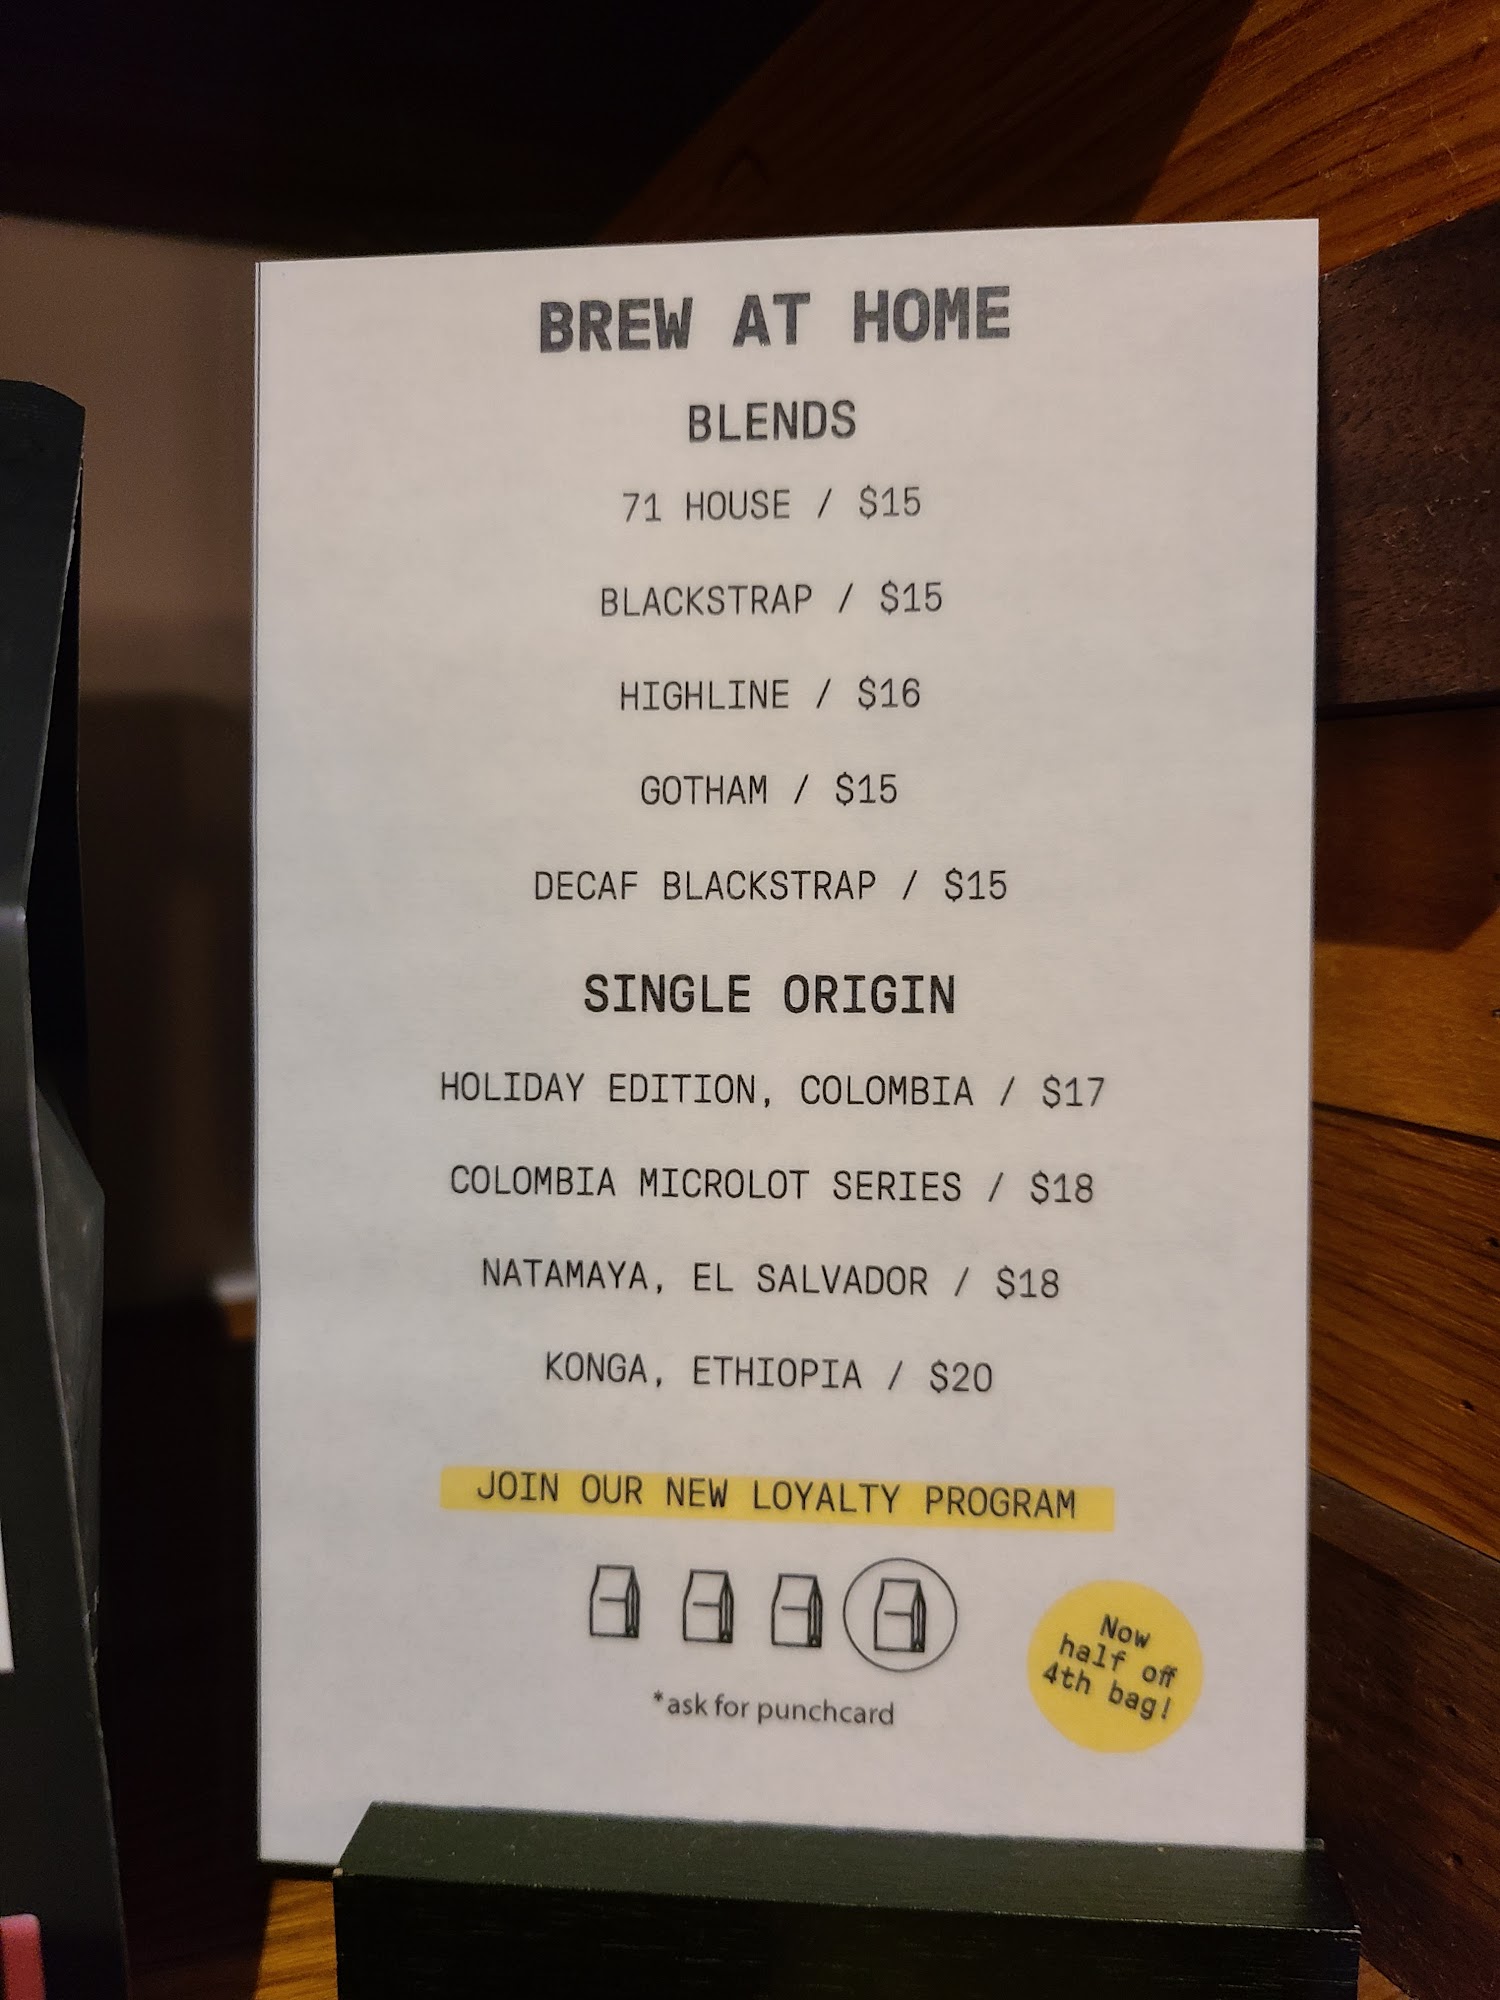 BREW AT HOME
BLENDS
71 HOUSE / $15
BLACKSTRAP / $15
HIGHLINE / $16
GOTHAM / $15
DECAF BLACKSTRAP / $15
SINGLE ORIGIN
HOLIDAY EDITION, COLOMBIA / $17
COLOMBIA MICROLOT SERIES / $18
NATAMAYA, EL SALVADOR / $18
KONGA, ETHIOPIA / $20
JOIN OUR NEW LOYALTY PROGRAM
Now
half off
4th bag!
*ask for punchcard